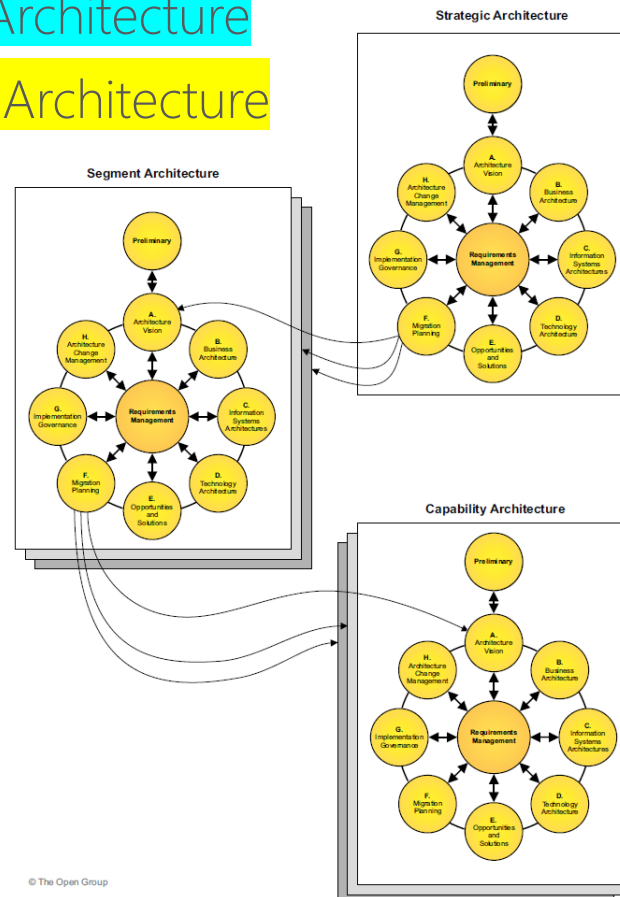 Architecture
Architecture
Strategic Architecture
Preliminary
A.
Architecture
Vision
H.
Architecture
Change
Management
B.
Business
Architecture
G.
Implementation
Governance
Requirements
Management
C.
Information
Systems
Architectures
F.
Migration
Planning
D.
Technology
Architecture
E.
Opportunities
and
Solutions
Segment Architecture
Preliminary
A.
Architecture
Vision
H.
Architecture
Change
Management
B.
Business
Architecture
G.
Implementation
Governance
Requirements
Management
C.
Information
Systems
Architectures
F.
Migration
Planning
D.
Technology
Architecture
E.
Opportunities
and
Solutions
Capability Architecture
Preliminary
A.
Architecture
Vision
H.
Architecture
Change
Management
B.
Business
Architecture
G.
Implementation
Governance
Requirements
Management
C.
Information
Systems
Architectures
F.
Migration
Planning
D.
Technology
Architecture
E.
Opportunities
and
Solutions
© The Open Group